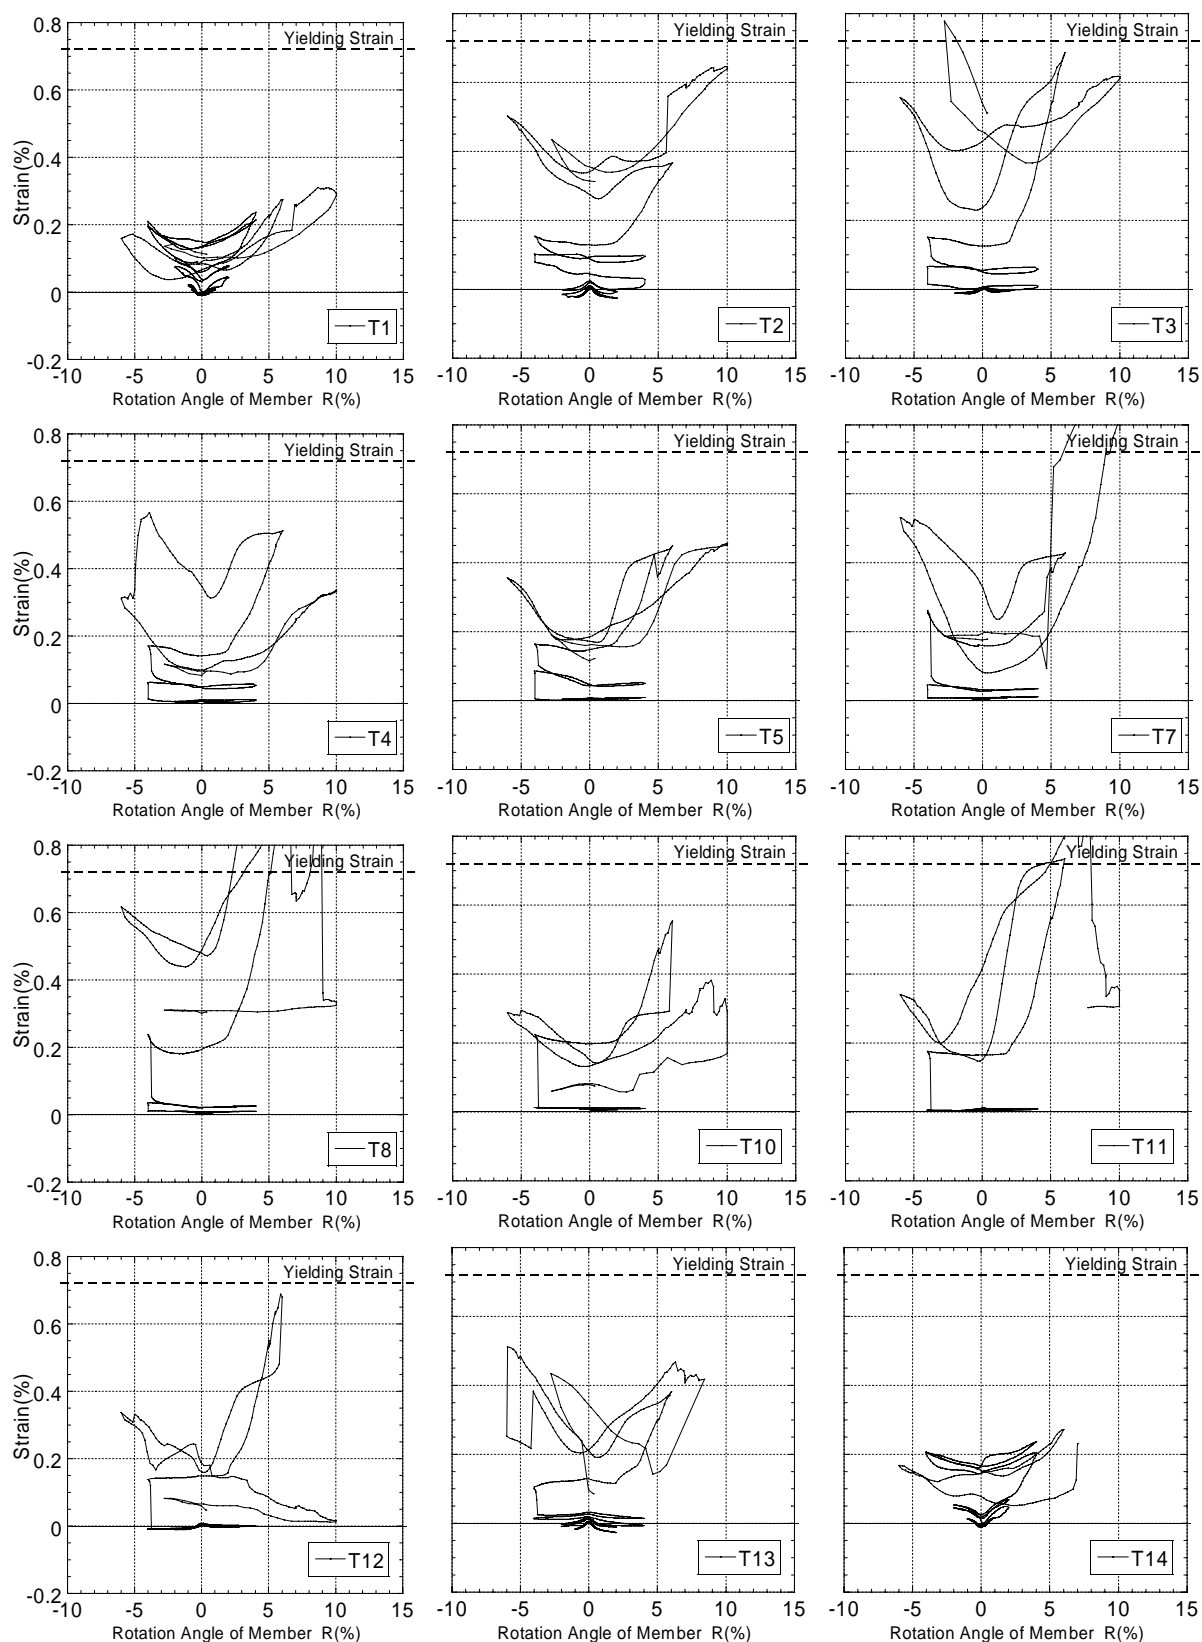 0.8
Yielding Strain
Yielding Strain
Yielding Strain
0.6
0.4
0.2
0
-0.2
Strain(%)
T1
T2
T3
-10 -5 0 5 10 15
-10 -5 0 5 10 15
-10 -5 0 5 10 15
Rotation Angle of Member R(%)
Rotation Angle of Member R(%)
Rotation Angle of Member R(%)
0.8
Yielding Strain
Yielding Strain
Yielding Strain
0.6
0.4
0.2
0
-0.2
Strain(%)
T4
T5
T7
-10 -5 0 5 10 15
-10 -5 0 5 10 15
-10 -5 0 5 10 15
Rotation Angle of Member R(%)
Rotation Angle of Member R(%)
Rotation Angle of Member R(%)
0.8
Yielding Strain
Yielding Strain
Yielding Strain
0.6
0.4
0.2
0
-0.2
Strain(%)
T8
T10
T11
-10 -5 0 5 10 15
-10 -5 0 5 10 15
-10 -5 0 5 10 15
Rotation Angle of Member R(%)
Rotation Angle of Member R(%)
Rotation Angle of Member R(%)
0.8
Yielding Strain
Yielding Strain
Yielding Strain
0.6
0.4
0.2
0
-0.2
Strain(%)
T12
T13
T14
-10 -5 0 5 10 15
-10 -5 0 5 10 15
-10 -5 0 5 10 15
Rotation Angle of Member R(%)
Rotation Angle of Member R(%)
Rotation Angle of Member R(%)